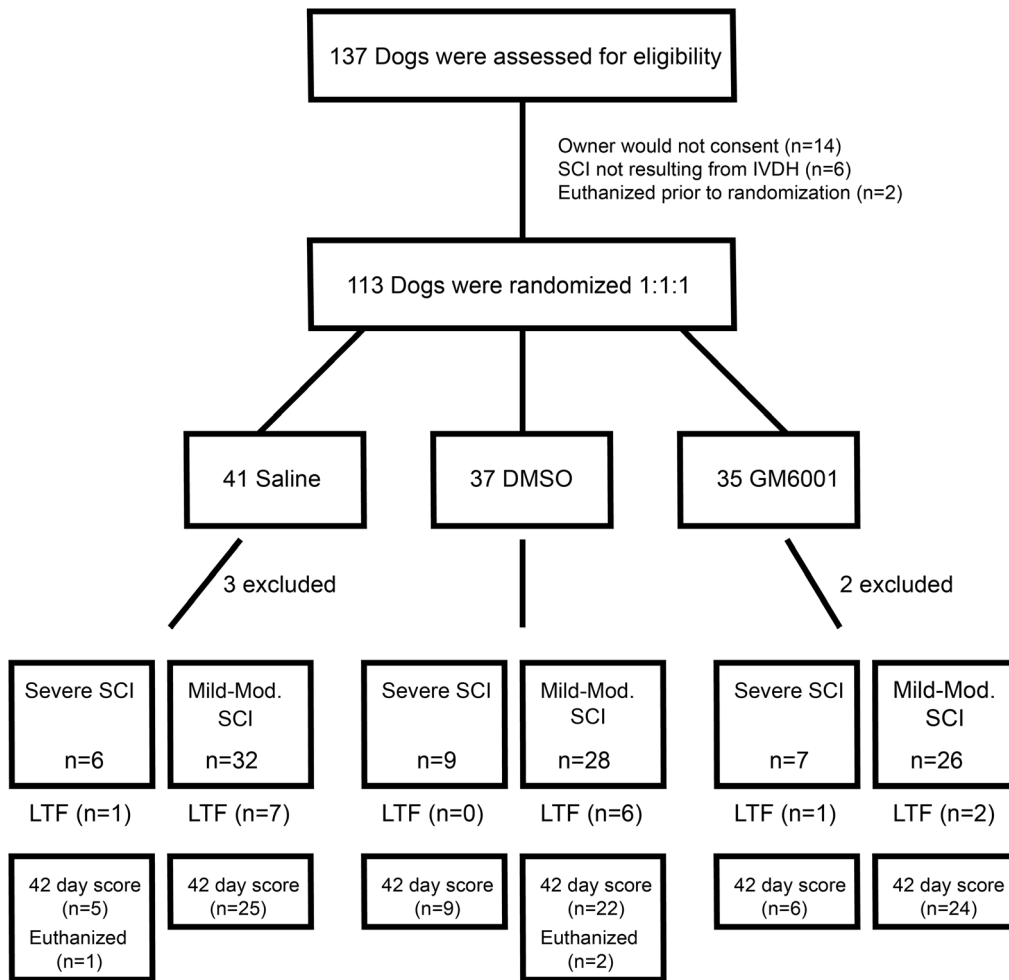 137 Dogs were assessed for eligibility
Owner would not consent (n=14)
SCI not resulting from IVDH (n=6)
Euthanized prior to randomization (n=2)
113 Dogs were randomized 1:1:1
41 Saline
37 DMSO
35 GM6001
3 excluded
2 excluded
Severe SCI
n=6
Mild-Mod.
SCI
n=32
Severe SCI
n=9
Mild-Mod.
SCI
n=28
Severe SCI
n=7
Mild-Mod.
SCI
n=26
LTF (n=1)
LTF (n=7)
LTF (n=0)
LTF (n=6)
LTF (n=1)
LTF (n=2)
42 day score
(n=5)
Euthanized
(n=1)
42 day score
(n=25)
42 day score
(n=9)
42 day score
(n=22)
Euthanized
(n=2)
42 day score
(n=6)
42 day score
(n=24)